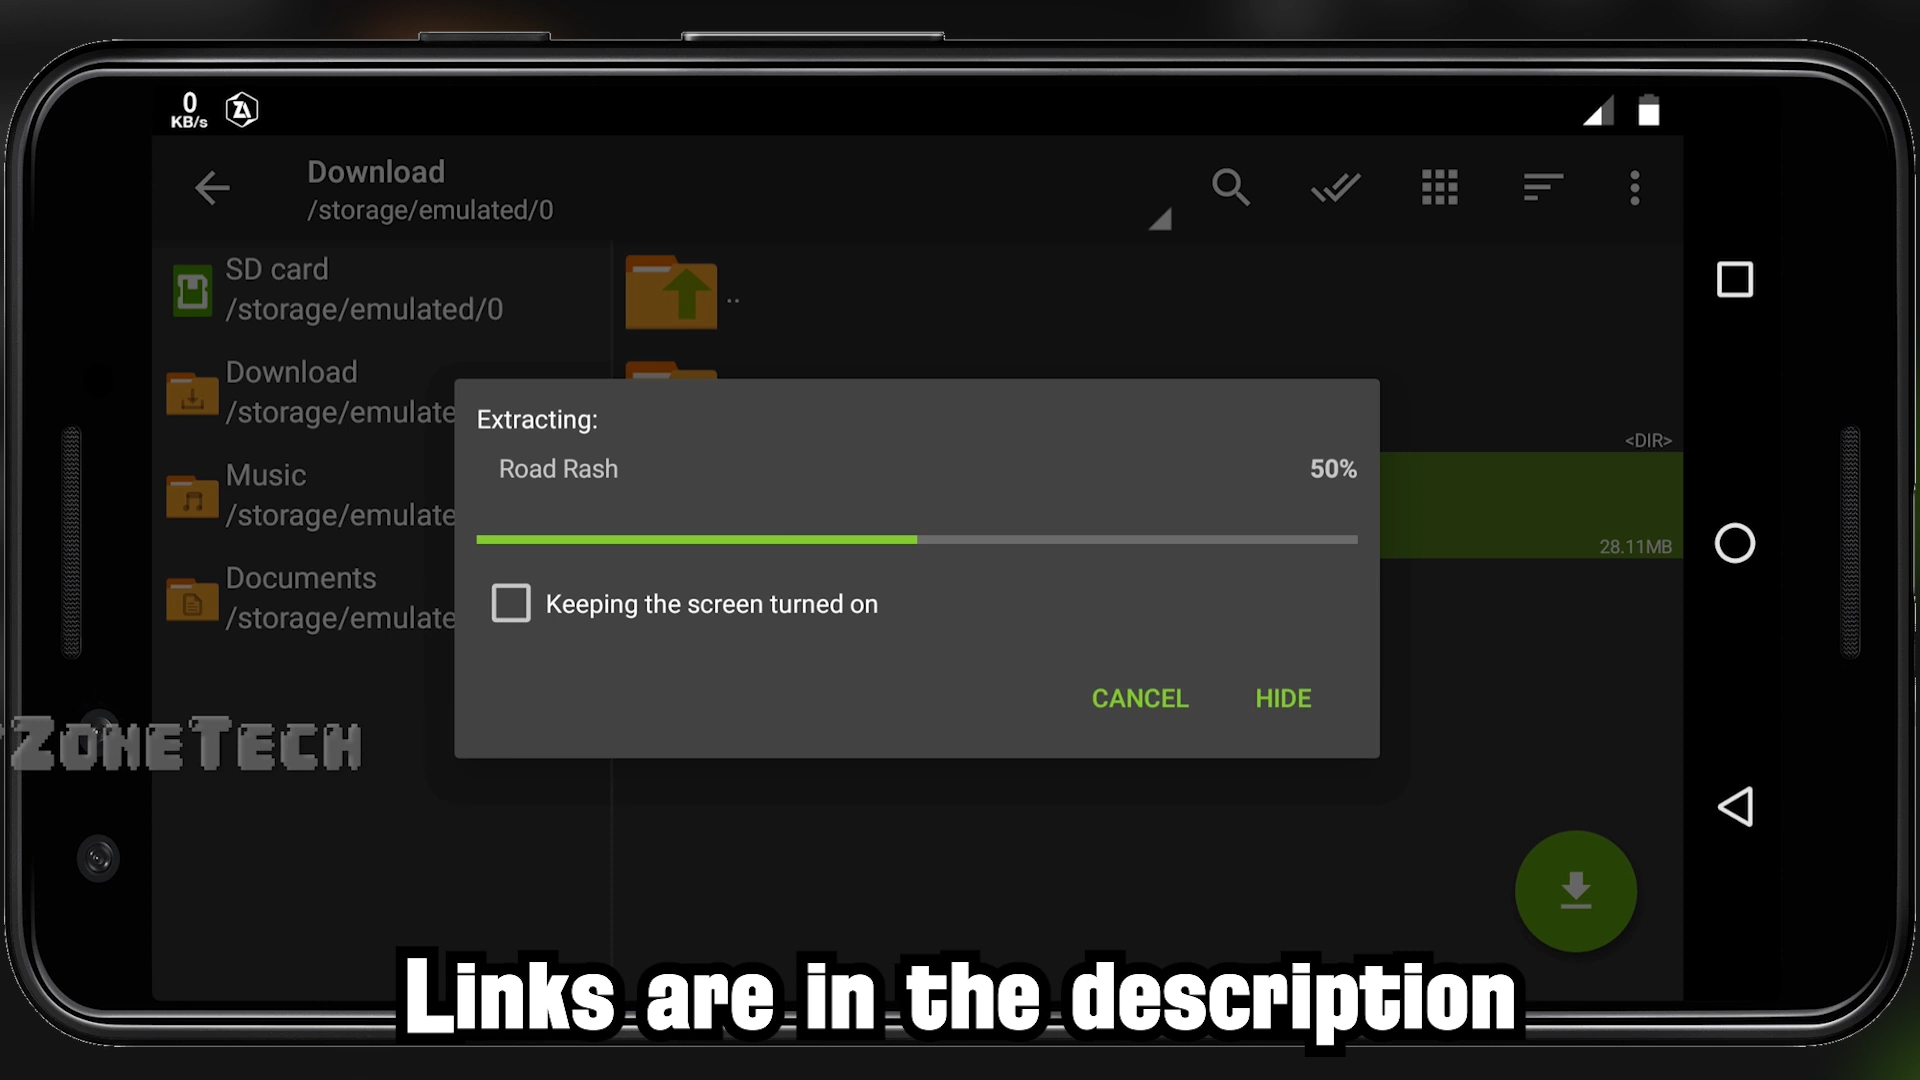 0
KB/s
Download
/storage/emulated/0
SD card
/storage/emulated/0
..
Download
/storage/emulate
Music
/storage/emulate
Documents
/storage/emulate
<DIR>
28.11MB
Extracting:
Road Rash
50%
Keeping the screen turned on
CANCEL
HIDE
ZoneTech
Links are in the description